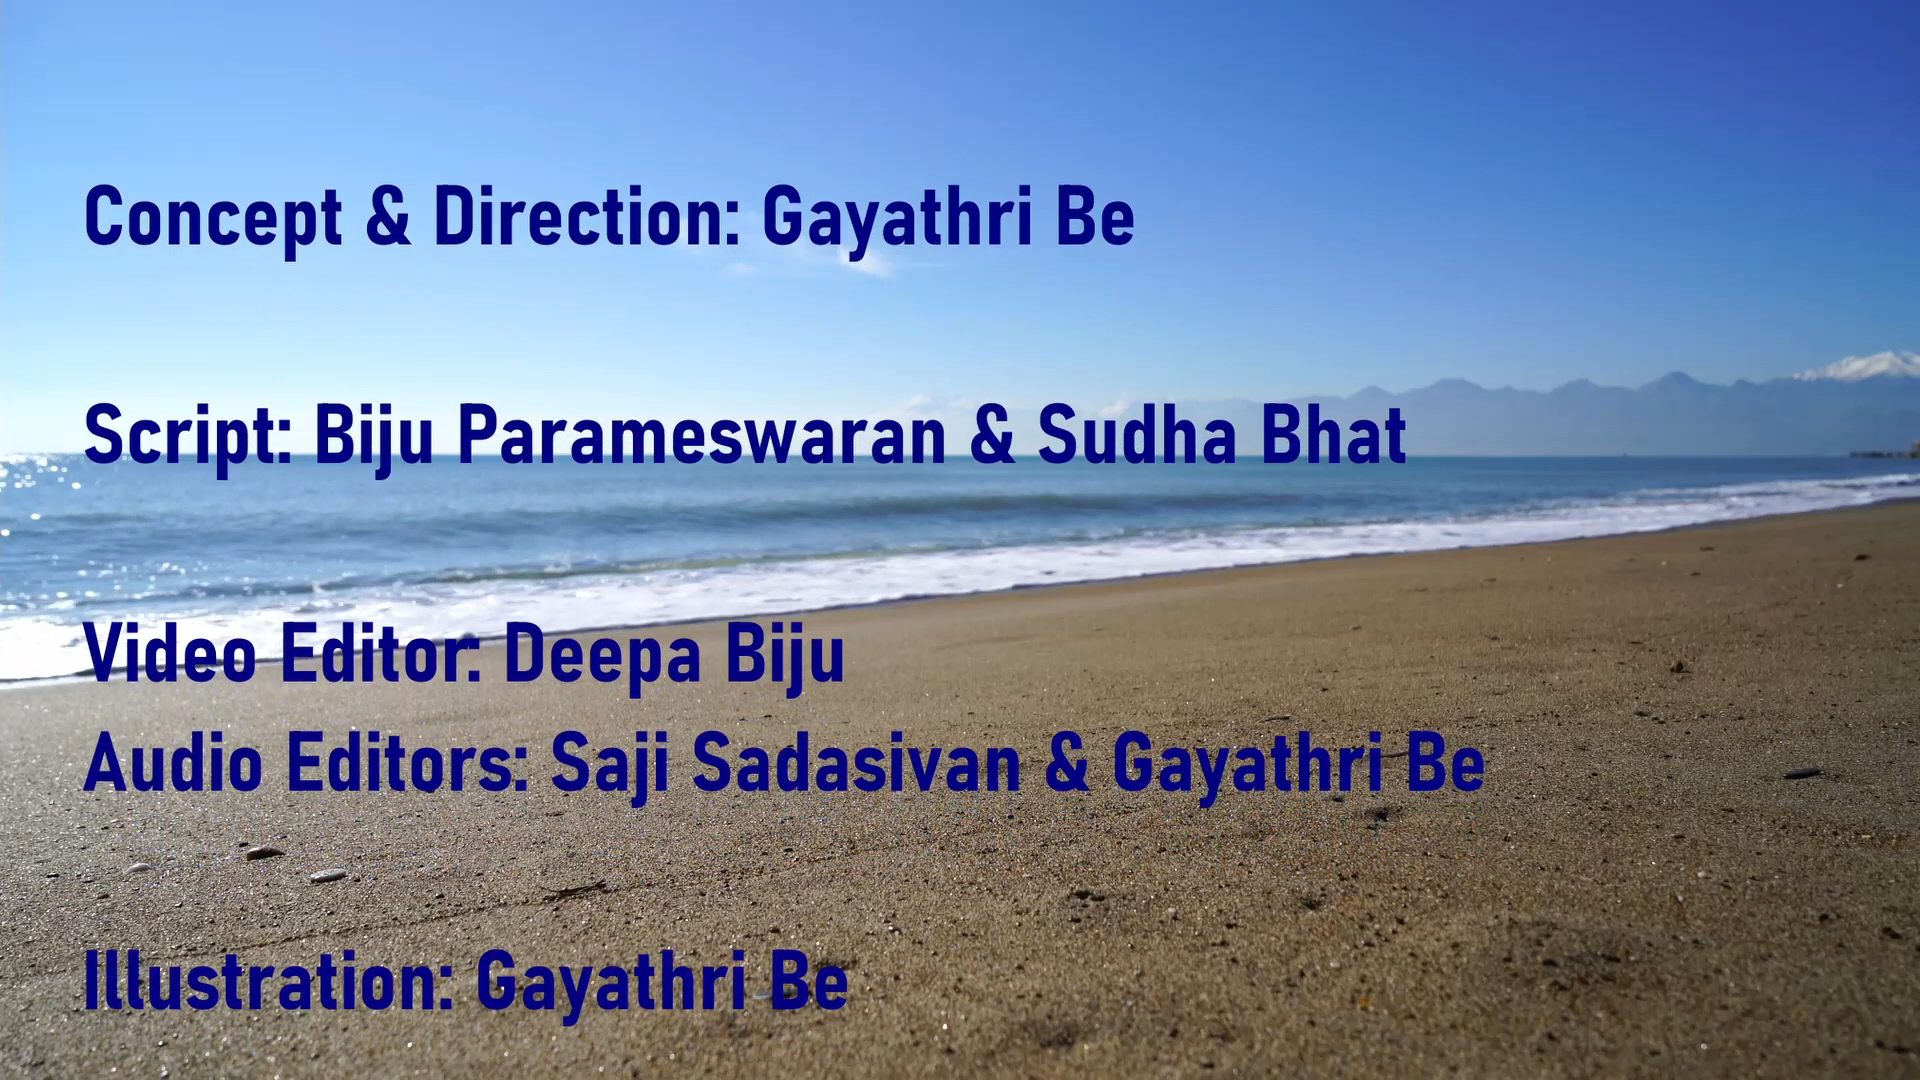 Concept & Direction: Gayathri Be
Script: Biju Parameswaran & Sudha Bhat
Video Editor: Deepa Biju
Audio Editors: Saji Sadasivan & Gayathri Be
Illustration: Gayathri Be